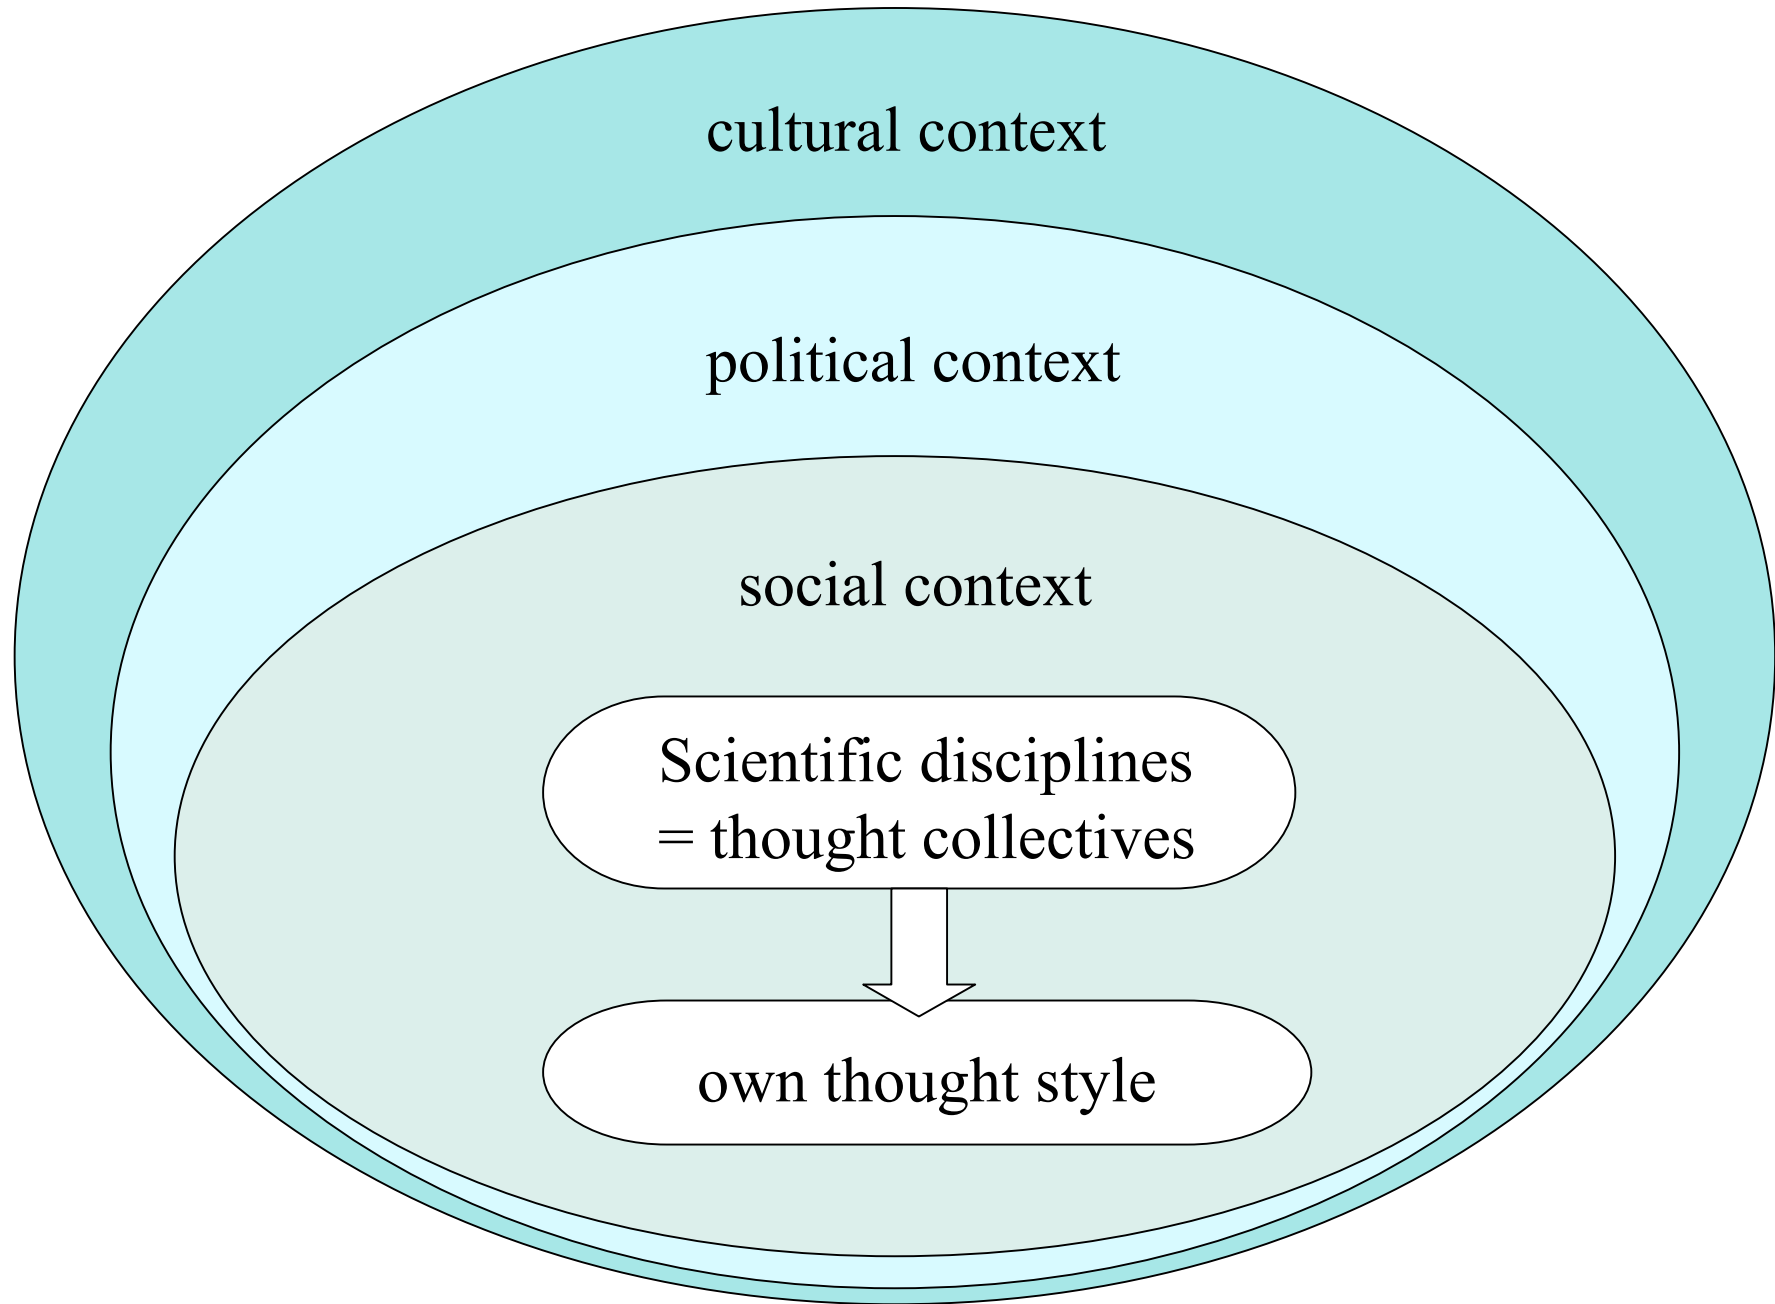 cultural context
political context
social context
Scientific disciplines
= thought collectives
own thought style